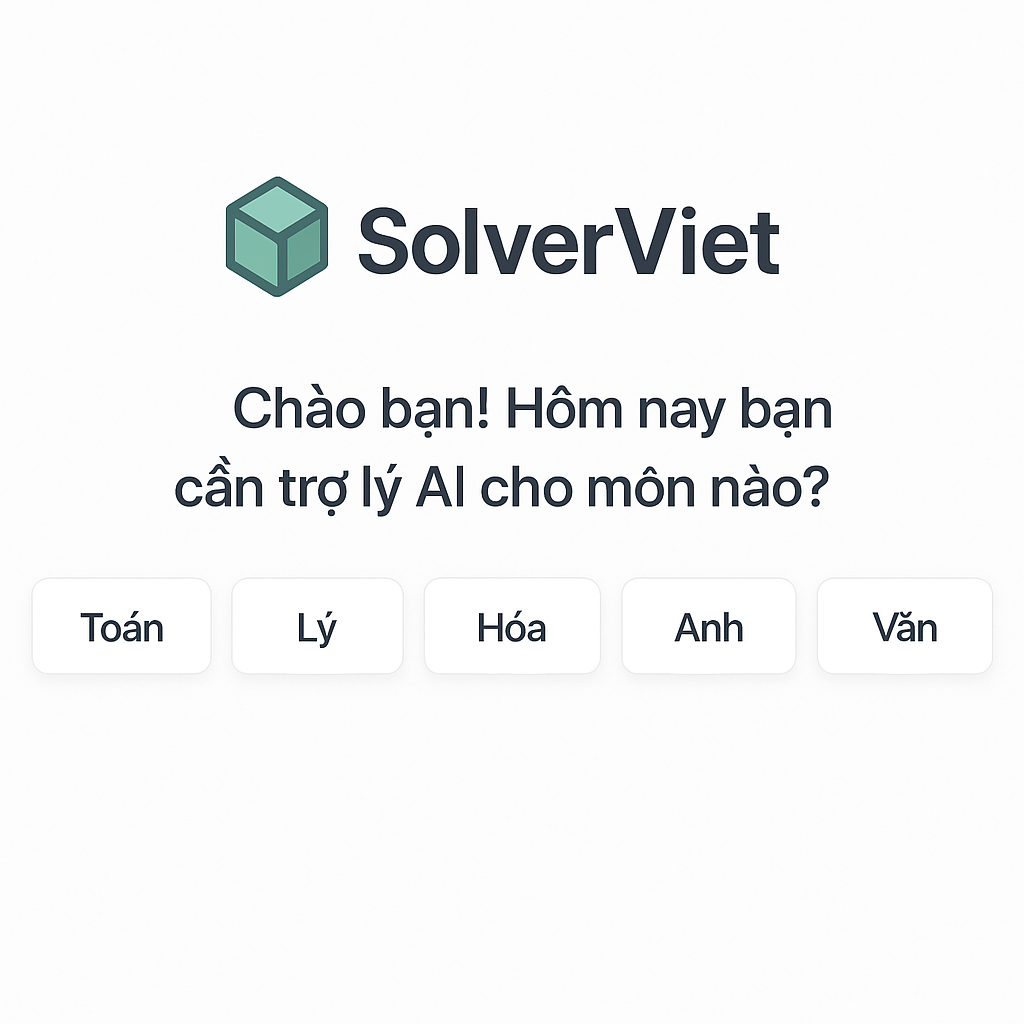 SolverViet
Chào bạn! Hôm nay bạn
cần trợ lý AI cho môn nào?
Toán
Lý
Hóa
Anh
Văn